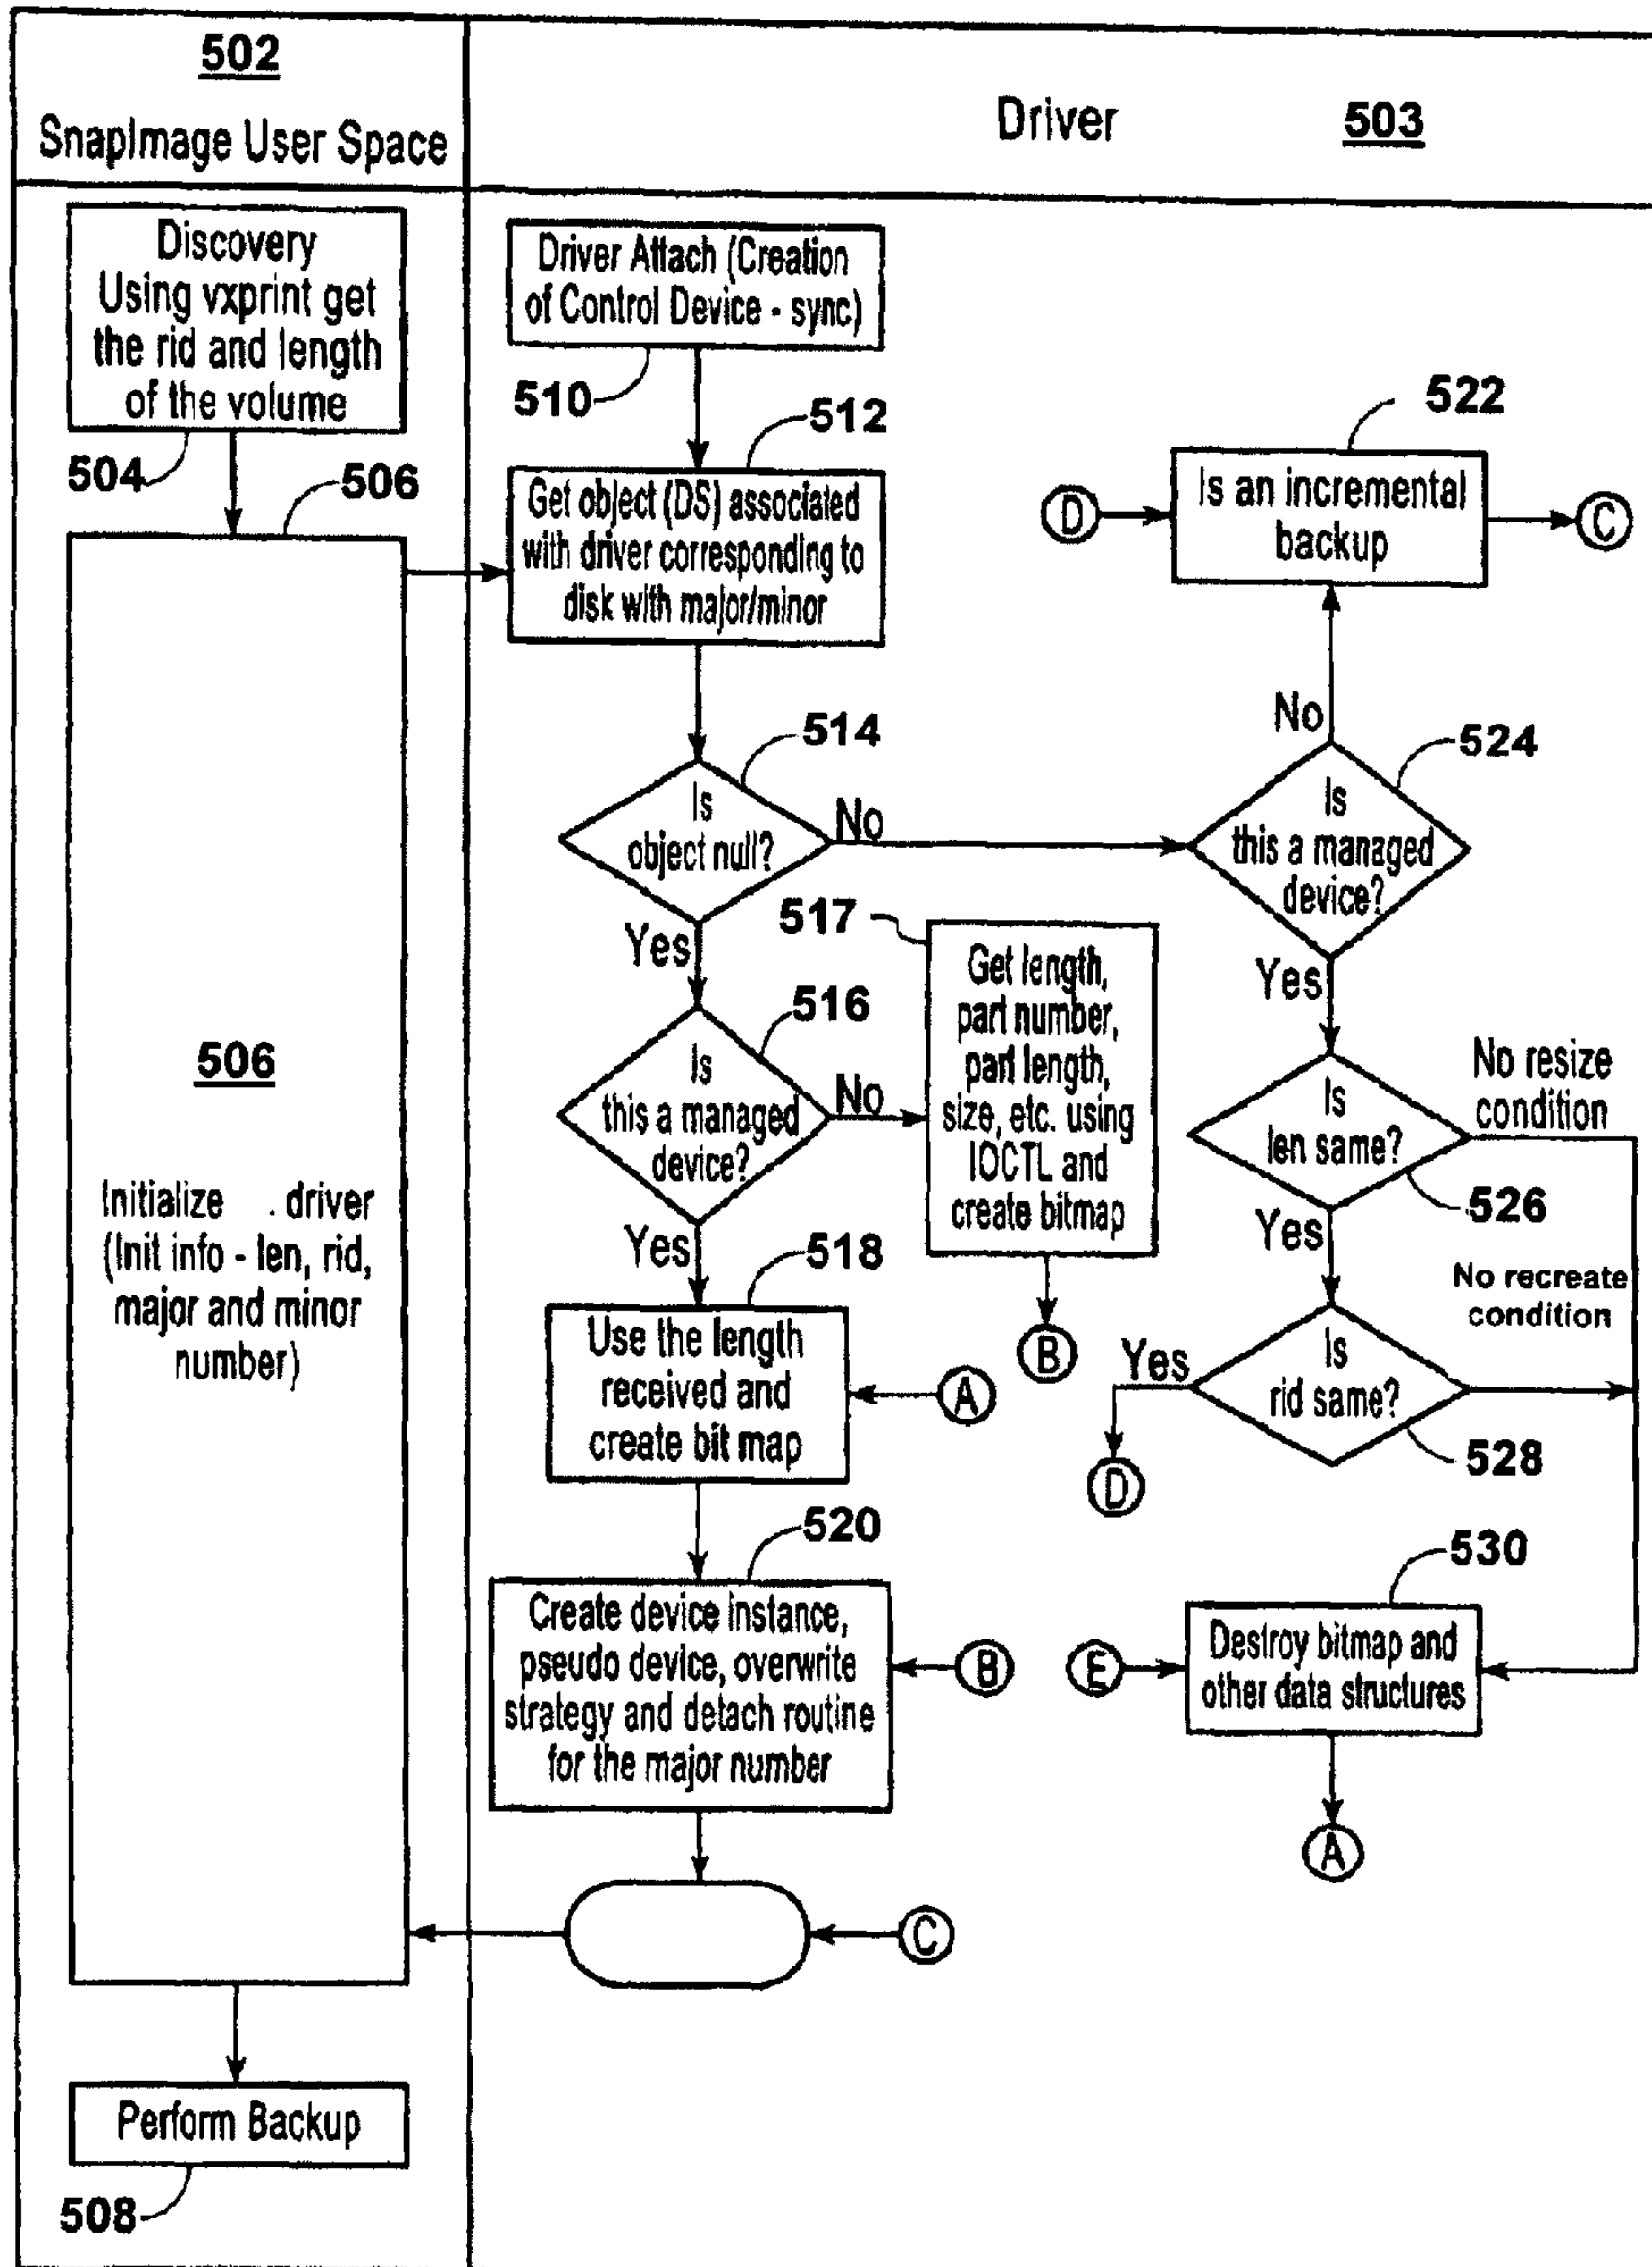 502
SnapImage User Space
Driver
503
Discovery
Using vxprint get
the rid and length
of the volume
504
506
506
Initialize . driver
(Init info - len, rid,
major and minor
number)
Perform Backup
508
Driver Attach (Creation
of Control Device - sync)
510
512
Get object (DS) associated
with driver corresponding to
disk with major/minor
514
Is
object null?
No
Yes
516
Is
this a managed
device?
No
Yes
517
Get length,
part number,
part length,
size, etc. using
IOCTL and
create bitmap
B
518
Use the length
received and
create bit map
A
520
Create device instance,
pseudo device, overwrite
strategy and detach routine
for the major number
B
C
522
D
Is an incremental
backup
C
No
524
Is
this a managed
device?
Yes
No resize
condition
Is
len same?
526
Yes
No recreate
condition
Yes
Is
rid same?
528
D
530
E
Destroy bitmap and
other data structures
A